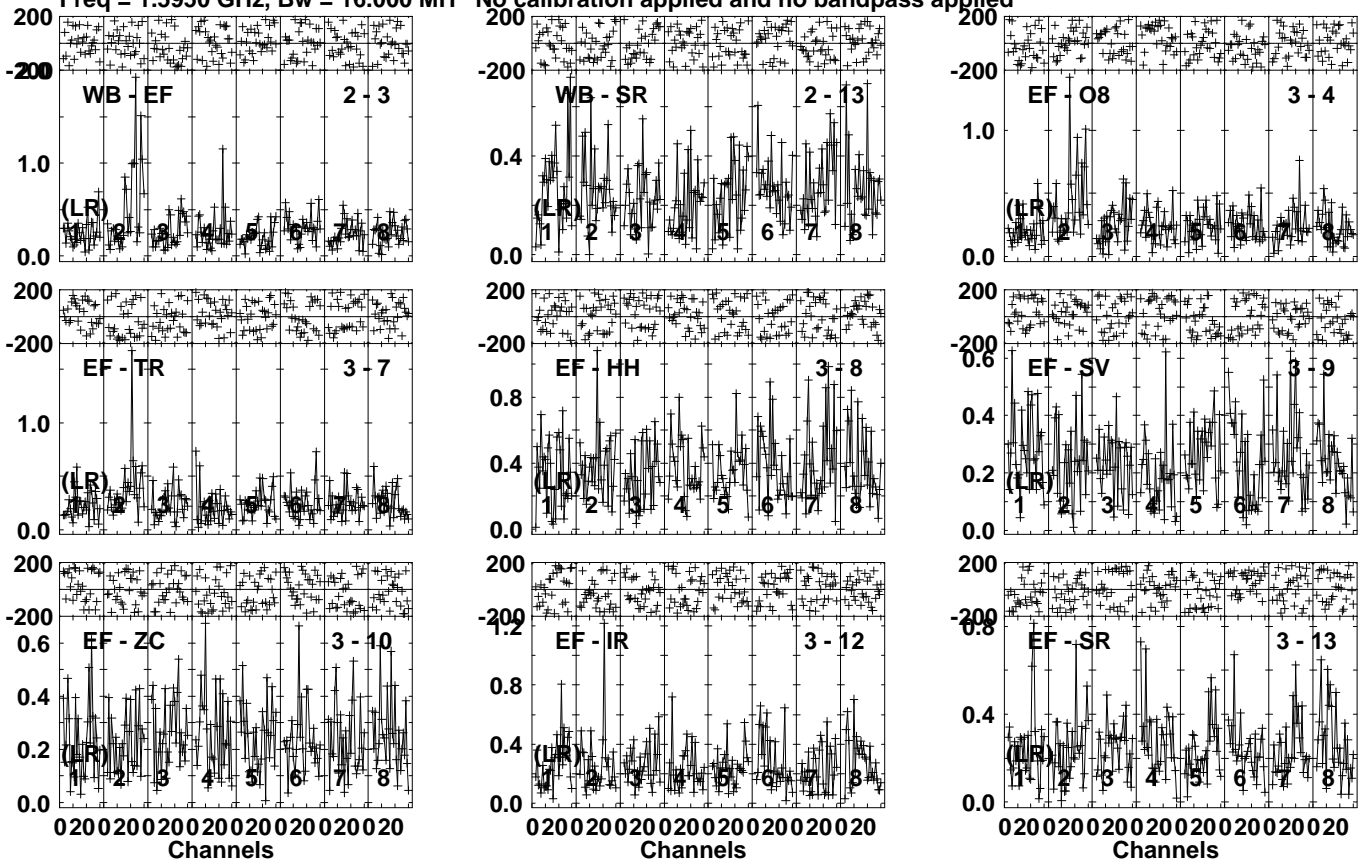 Freq = 1.5950 GHz, Bw = 16.000 MH No calibration applied and no bandpass applied
200 200 200
-200 -200 -200
WB - EF 2 - 3 WB - SR 2 - 13 EF - O8 3 - 4
1.0 0.4 1.0
(LR) (LR) (LR)
1 2 3 4 5 6 7 8 1 2 3 4 5 6 7 8 1 2 3 4 5 6 7 8
0.0 0.0 0.0
200 200 200
-200 -200 -200
EF - TR 3 - 7 EF - HH 3 - 8 0.6 EF - SV 3 - 9
1.0 0.8 0.4
0.4 0.2
(LR) (LR) (LR)
1 2 3 4 5 6 7 8 1 2 3 4 5 6 7 8 1 2 3 4 5 6 7 8
0.0 0.0 0.0
200 200 200
-200 -200 -200
0.6 EF - ZC 3 - 10 1.2 EF - IR 3 - 12 0.8 EF - SR 3 - 13
0.4 0.8 0.4
0.2 0.4
(LR) (LR) (LR)
1 2 3 4 5 6 7 8 1 2 3 4 5 6 7 8 1 2 3 4 5 6 7 8
0.0 0.0 0.0
0 20 0 20 0 20 0 20 0 20 0 20 0 20 0 20 0 20 0 20 0 20 0 20 0 20 0 20 0 20 0 20 0 20 0 20 0 20 0 20 0 20 0 20 0 20 0 20
Channels Channels Channels